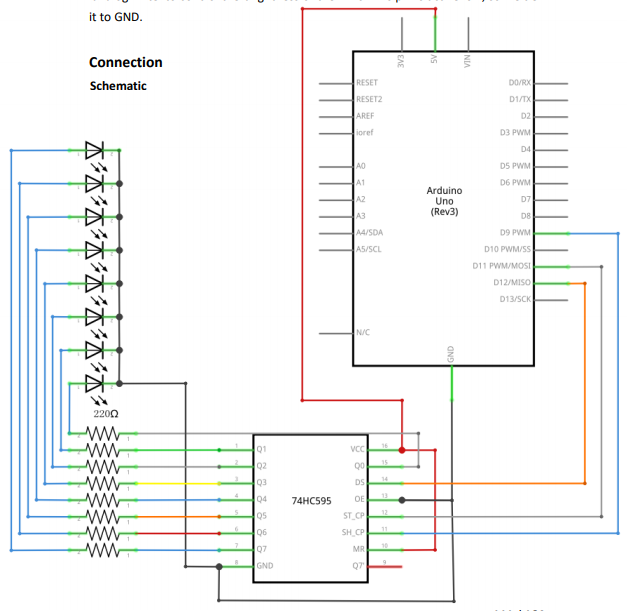 it to GND.
Connection
Schematic
3V3
5V
VIN
RESET
RESET2
AREF
ioref
A0
A1
A2
A3
A4/SDA
A5/SCL
N/C
Arduino
Uno
(Rev3)
D0/RX
D1/TX
D2
D3 PWM
D4
D5 PWM
D6 PWM
D7
D8
D9 PWM
D10 PWM/SS
D11 PWM/MOSI
D12/MISO
D13/SCK
GND
220Ω
1 Q1
2 Q2
3 Q3
4 Q4
5 Q5
6 Q6
7 Q7
8 GND
74HC595
VCC 16
Q0 15
DS 14
OE 13
ST_CP 12
SH_CP 11
MR 10
Q7' 9